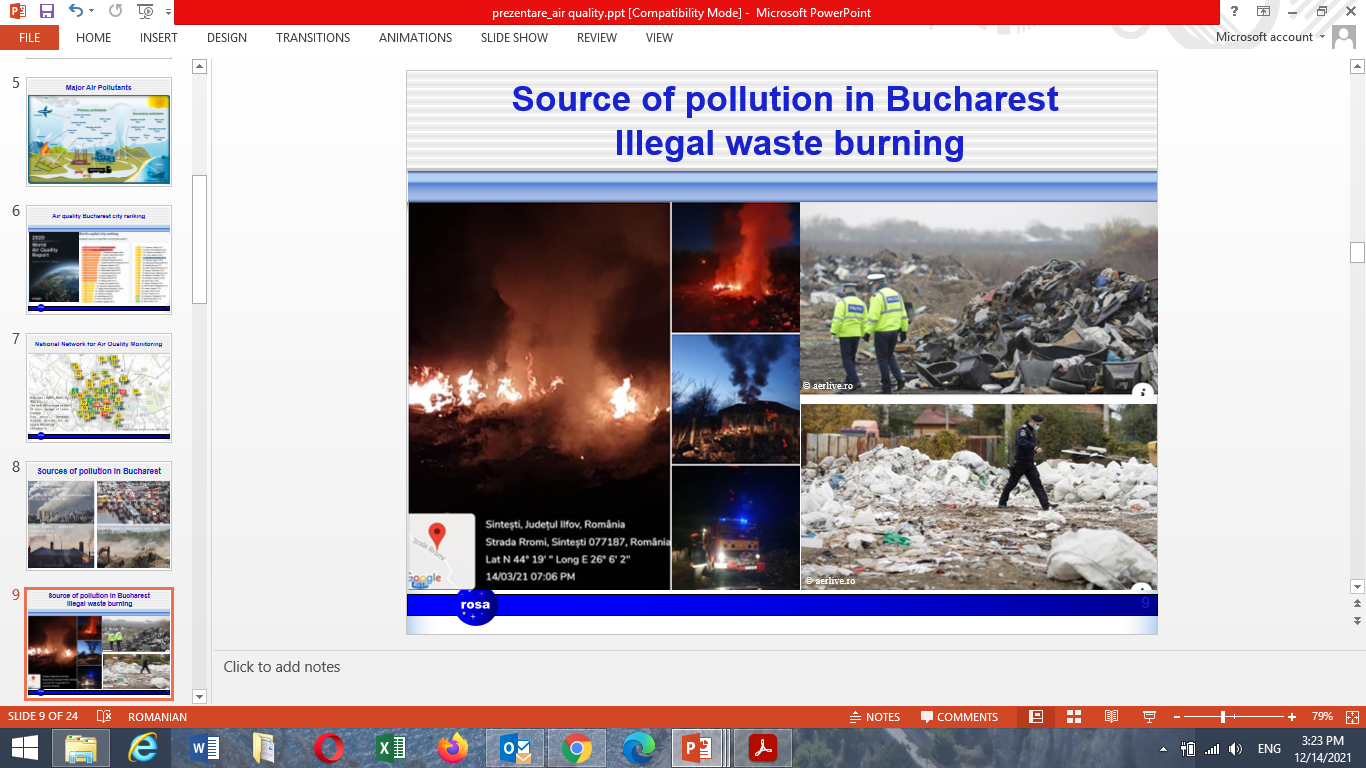 prezentare_air quality.ppt [Compatibility Mode] - Microsoft PowerPoint
FILE HOME INSERT DESIGN TRANSITIONS ANIMATIONS SLIDE SHOW REVIEW VIEW
Microsoft account
5
Major Air Pollutants
6
Air quality Bucharest city ranking
2020
World
Air Quality
Report
7
National Network for Air Quality Monitoring
8
Sources of pollution in Bucharest
9
Source of pollution in Bucharest
Illegal waste burning
Source of pollution in Bucharest
Illegal waste burning
Sintești, Județul Ilfov, România
Strada Rromi, Sintești 077187, România
Lat N 44° 19' " Long E 26° 6' 2"
14/03/21 07:06 PM
Strada Rromi
Google
© aerlive.ro
© aerlive.ro
rosa
9
Click to add notes
SLIDE 9 OF 24 ROMANIAN
NOTES COMMENTS 79%
ENG
3:23 PM
12/14/2021